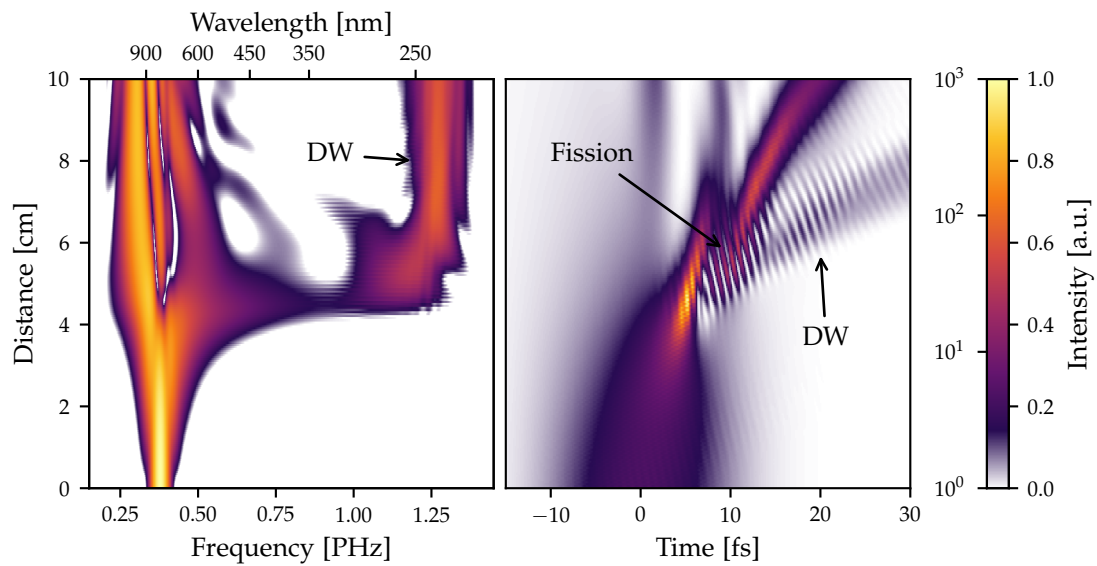 Wavelength [nm]
900 600 450 350 250
10
8
6
4
2
0
Distance [cm]
DW
0.25 0.50 0.75 1.00 1.25
Frequency [PHz]
Fission
DW
−10 0 10 20 30
Time [fs]
10³
10²
10¹
10⁰
1.0
0.8
0.6
0.4
0.2
0.0
Intensity [a.u.]